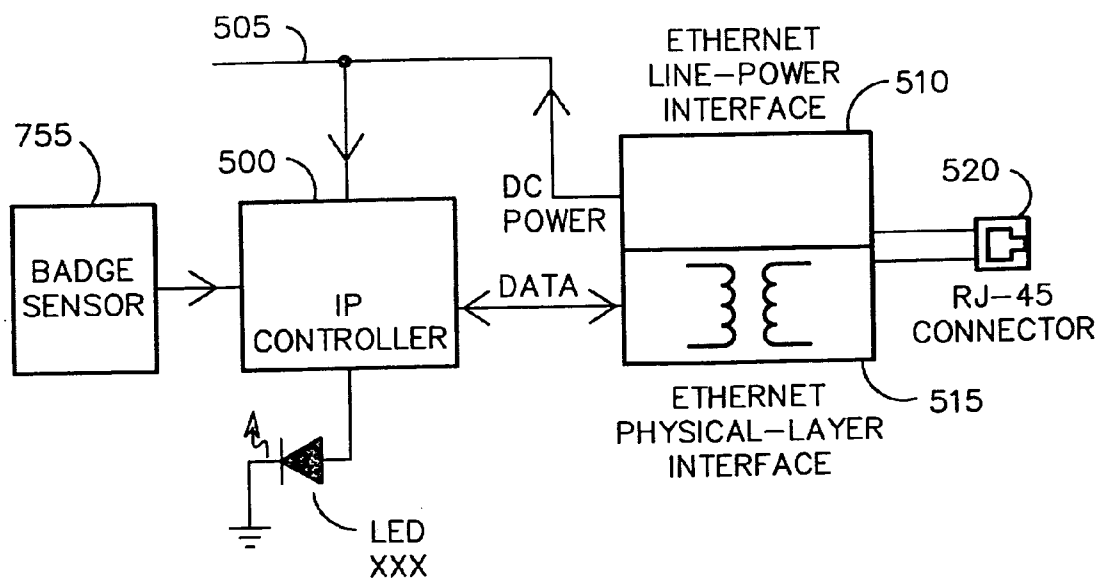 505
ETHERNET
LINE-POWER
INTERFACE
510
755
500
520
DC
POWER
BADGE
SENSOR
IP
CONTROLLER
DATA
RJ-45
CONNECTOR
ETHERNET
PHYSICAL-LAYER
INTERFACE
515
LED
XXX